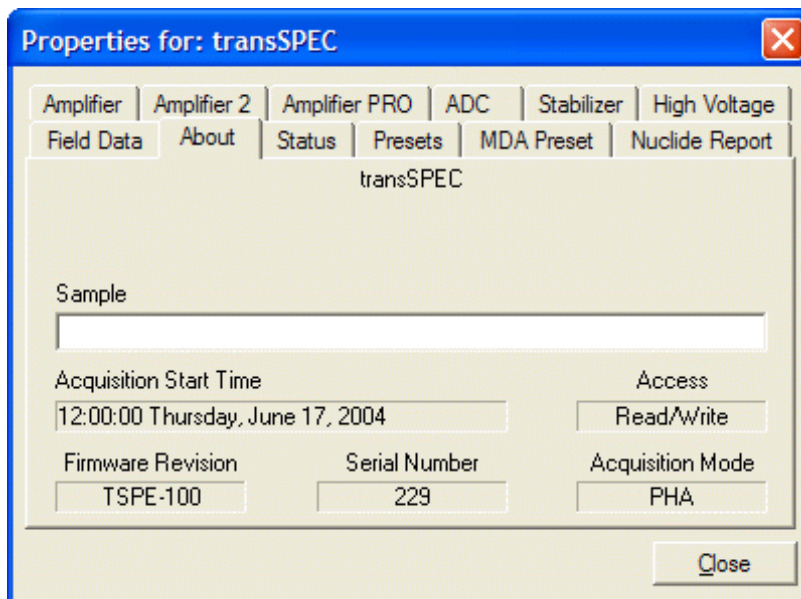 Properties for: transSPEC
Amplifier Amplifier 2 Amplifier PRO ADC Stabilizer High Voltage
Field Data About Status Presets MDA Preset Nuclide Report
transSPEC
Sample
Acquisition Start Time Access
12:00:00 Thursday, June 17, 2004 Read/Write
Firmware Revision Serial Number Acquisition Mode
TSPE-100 229 PHA
Close